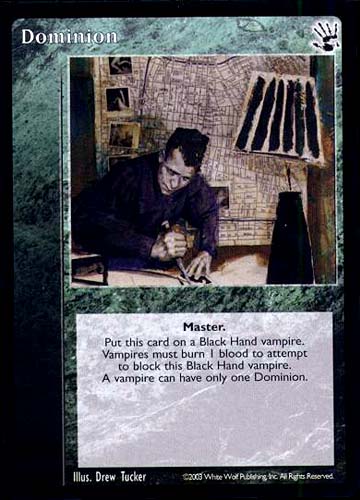 Dominion
Master.
Put this card on a Black Hand vampire.
Vampires must burn 1 blood to attempt
to block this Black Hand vampire.
A vampire can have only one Dominion.
Illus. Drew Tucker
©2003 White Wolf Publishing, Inc. All Rights Reserved.